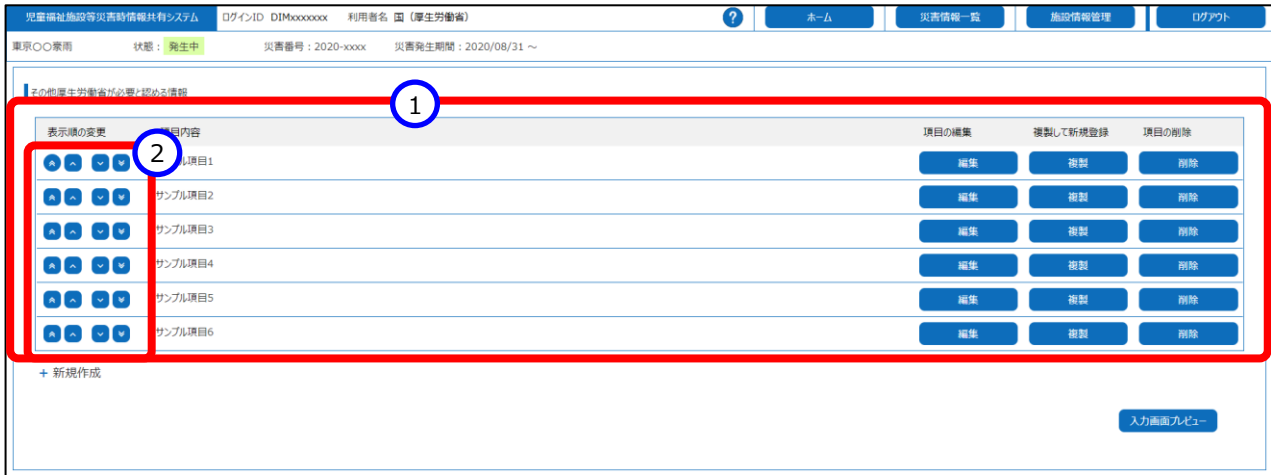 児童福祉施設等災害時情報共有システム ログインID DIMxxxxxxx 利用者名 国（厚生労働省） ? ホーム 災害情報一覧 施設情報管理 ログアウト
東京〇〇豪雨 状態： 発生中 災害番号：2020-xxxx 災害発生期間：2020/08/31 ～
その他厚生労働省が必要と認める情報
1
表示順の変更 項目内容 項目の編集 複製して新規登録 項目の削除
2
サンプル項目1 編集 複製 削除
サンプル項目2 編集 複製 削除
サンプル項目3 編集 複製 削除
サンプル項目4 編集 複製 削除
サンプル項目5 編集 複製 削除
サンプル項目6 編集 複製 削除
+ 新規作成
入力画面プレビュー